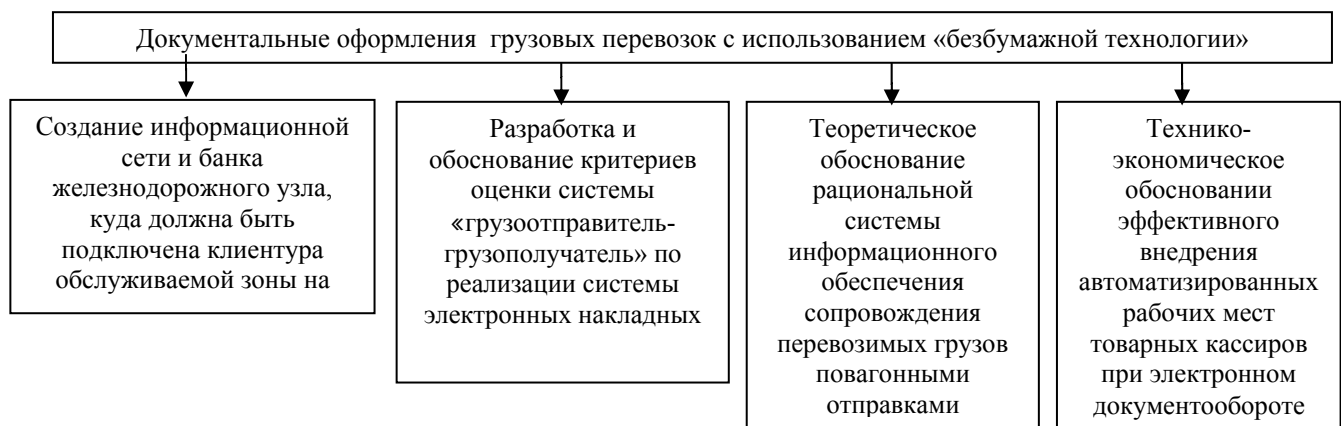 Документальные оформления грузовых перевозок с использованием «безбумажной технологии»
Создание информационной
сети и банка
железнодорожного узла,
куда должна быть
подключена клиентура
обслуживаемой зоны на
Разработка и
обоснование критериев
оценки системы
«грузоотправитель-
грузополучатель» по
реализации системы
электронных накладных
Теоретическое
обоснование
рациональной
системы
информационного
обеспечения
сопровождения
перевозимых грузов
повагонными
отправками
Технико-
экономическое
обосновании
эффективного
внедрения
автоматизированных
рабочих мест
товарных кассиров
при электронном
документообороте